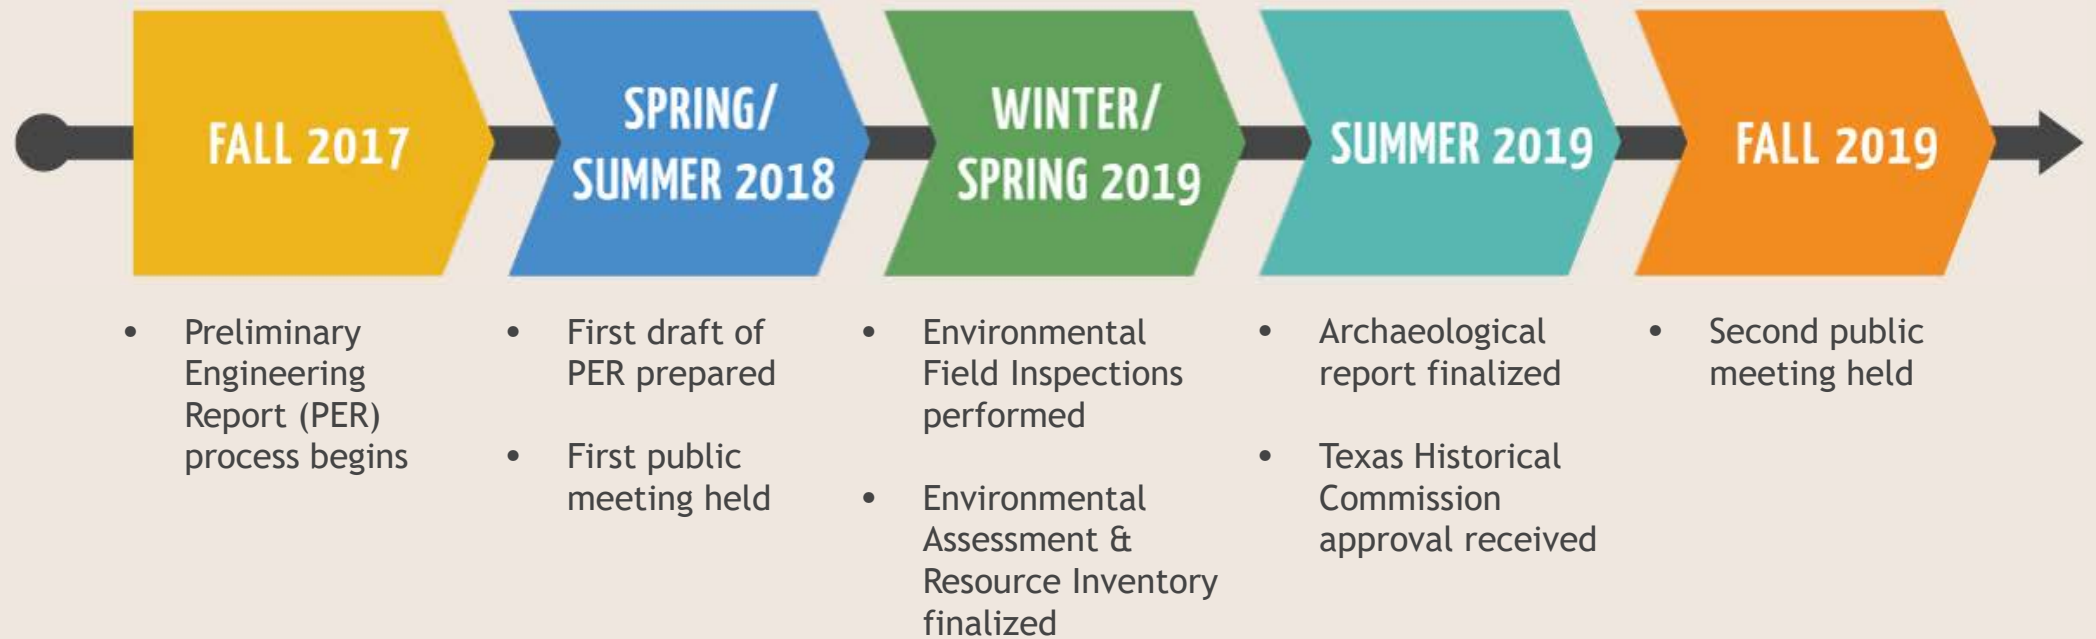 FALL 2017
SPRING/
SUMMER 2018
WINTER/
SPRING 2019
SUMMER 2019
FALL 2019
• Preliminary
Engineering
Report (PER)
process begins
• First draft of
PER prepared
• First public
meeting held
• Environmental
Field Inspections
performed
• Environmental
Assessment &
Resource Inventory
finalized
• Archaeological
report finalized
• Texas Historical
Commission
approval received
• Second public
meeting held